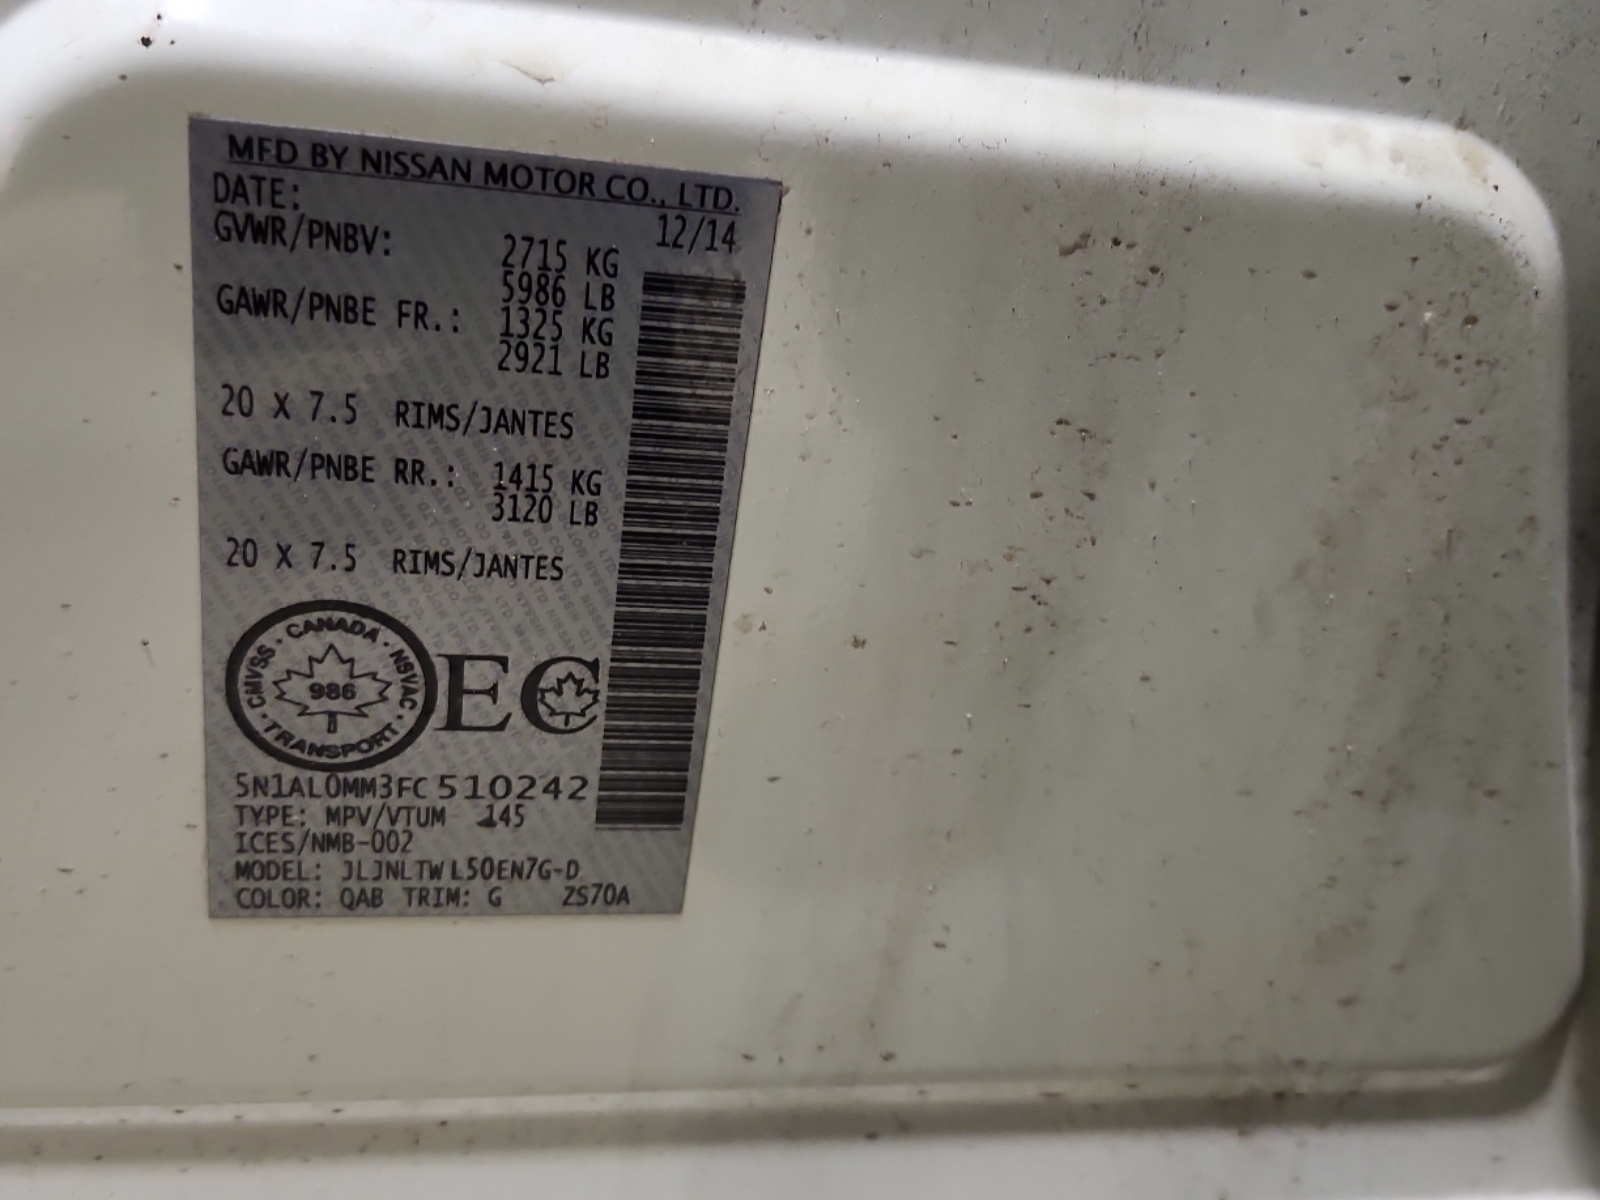 MFD BY NISSAN MOTOR CO., LTD.
DATE: 12/14
GVWR/PNBV: 2715 KG
5986 LB
GAWR/PNBE FR.: 1325 KG
2921 LB
20 X 7.5 RIMS/JANTES
GAWR/PNBE RR.: 1415 KG
3120 LB
20 X 7.5 RIMS/JANTES
CANADA · NSVAC · TRANSPORT · CMVSS ·
986
EC
5N1AL0MM3FC510242
TYPE: MPV/VTUM 145
ICES/NMB-002
MODEL: JLJNLTWL50EN7G-D
COLOR: QAB TRIM: G ZS70A